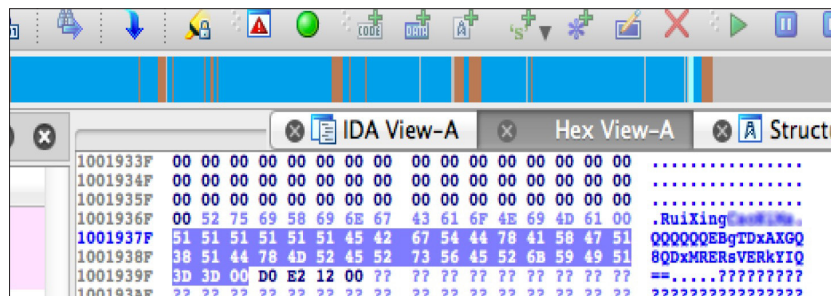 CODE DATA A 's'
IDA View-A Hex View-A Struct
1001933F 00 00 00 00 00 00 00 00 00 00 00 00 00 00 00 00 ................
1001934F 00 00 00 00 00 00 00 00 00 00 00 00 00 00 00 00 ................
1001935F 00 00 00 00 00 00 00 00 00 00 00 00 00 00 00 00 ................
1001936F 00 52 75 69 58 69 6E 67 43 61 6F 4E 69 4D 61 00 .RuiXing
1001937F 51 51 51 51 51 51 45 42 67 54 44 78 41 58 47 51 QQQQQQEBgTDxAXGQ
1001938F 38 51 44 78 4D 52 45 52 73 56 45 52 6B 59 49 51 8QDxMRERsVERkYIQ
1001939F 3D 3D 00 D0 E2 12 00 ?? ?? ?? ?? ?? ?? ?? ?? ?? ==.....?????????
100193AF ?? ?? ?? ?? ?? ?? ?? ?? ?? ?? ?? ?? ?? ?? ?? ?? ????????????????